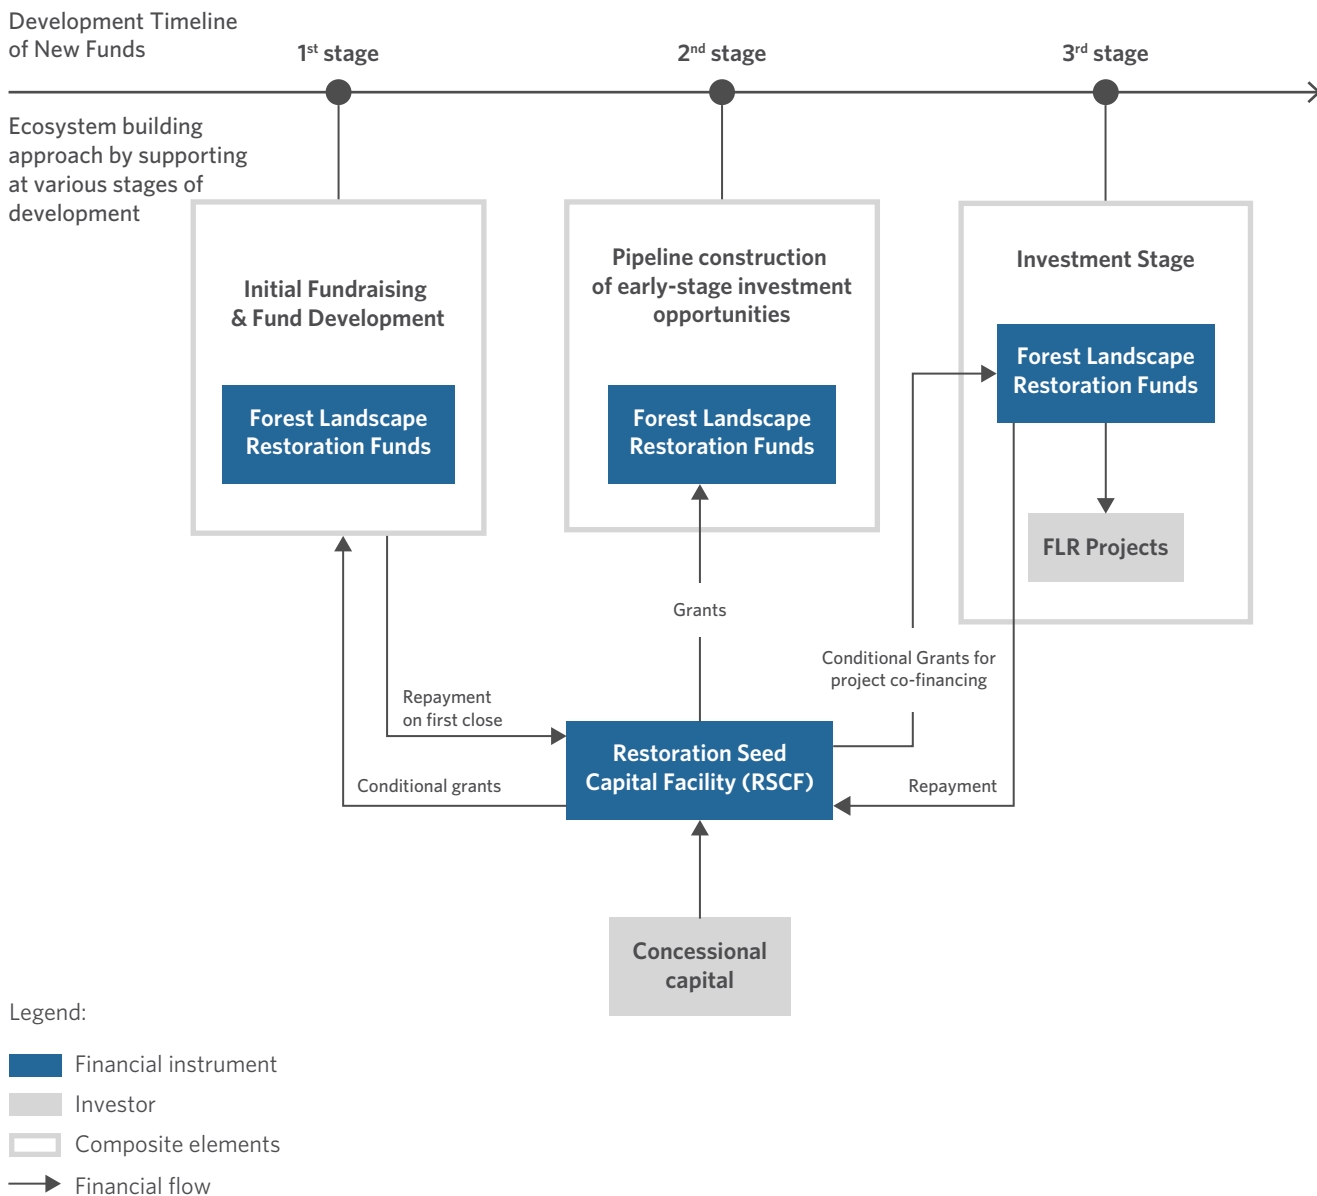 Development Timeline
of New Funds
1st stage
2nd stage
3rd stage
Ecosystem building
approach by supporting
at various stages of
development
Initial Fundraising
& Fund Development
Forest Landscape
Restoration Funds
Pipeline construction
of early-stage investment
opportunities
Forest Landscape
Restoration Funds
Investment Stage
Forest Landscape
Restoration Funds
FLR Projects
Grants
Conditional Grants for
project co-financing
Repayment
on first close
Restoration Seed
Capital Facility (RSCF)
Conditional grants
Repayment
Concessional
capital
Legend:
Financial instrument
Investor
Composite elements
Financial flow